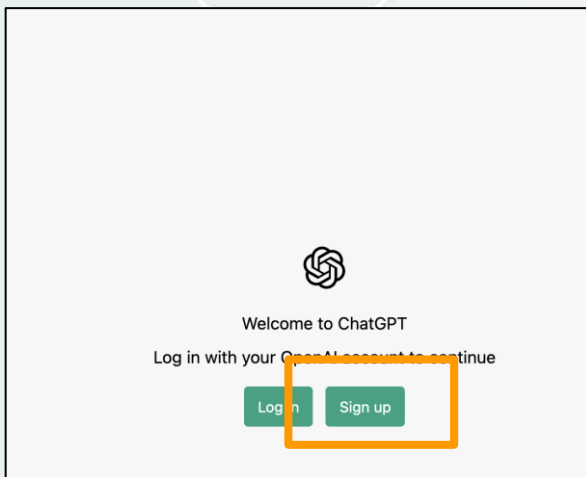 Welcome to ChatGPT
Log in with your OpenAI account to continue
Log in Sign up